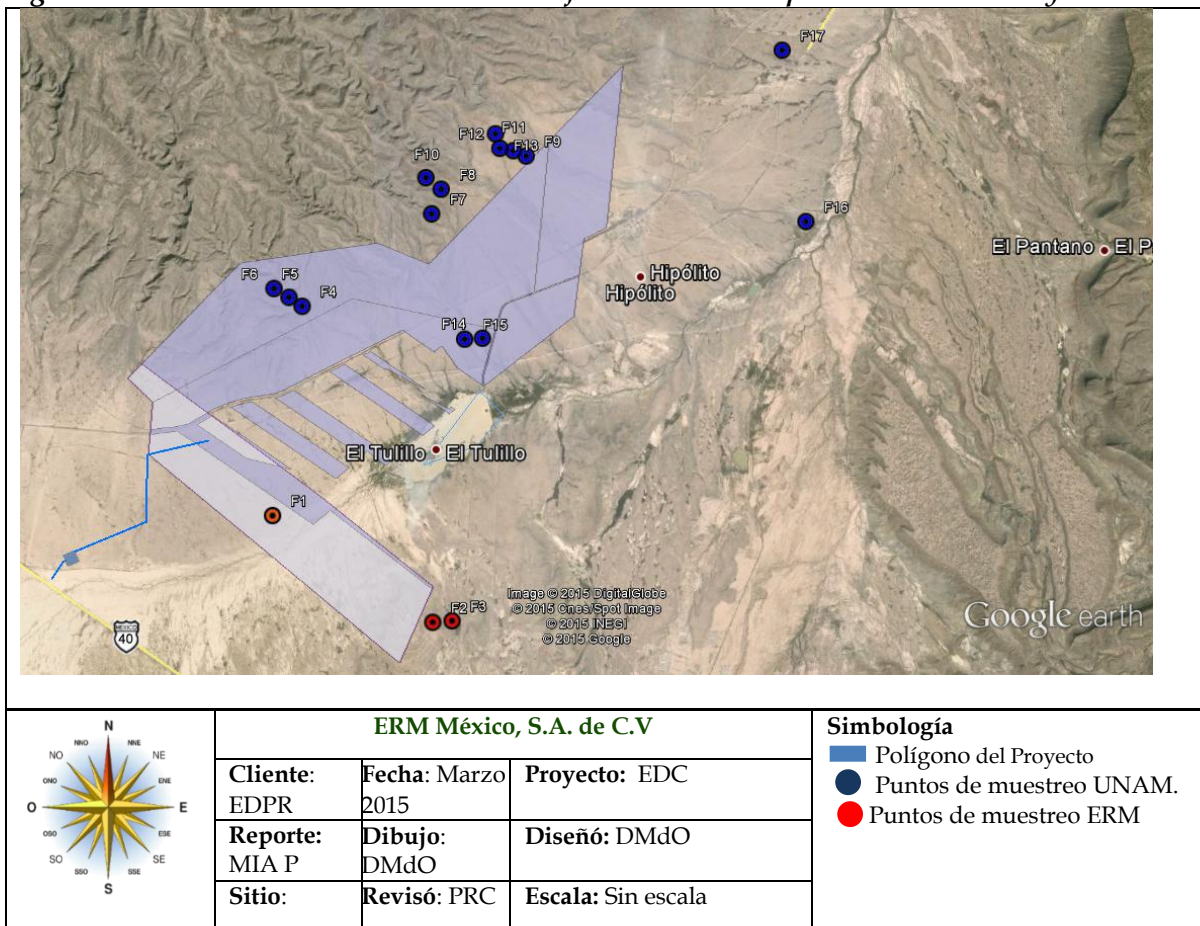 F17
F12 F11
F13 F9
F10
F8
F7
F16
El Pantano El P
Hipólito
Hipólito
F6 F5
F4
F14 F15
El Tulillo El Tulillo
F1
F2 F3
Image © 2015 DigitalGlobe
© 2015 Cnes/Spot Image
© 2015 INEGI
© 2015 Google
Google earth
MEXICO
40
N
NNO NNE
NO NE
ONO ENE
O E
OSO ESE
SO SE
SSO SSE
S
ERM México, S.A. de C.V
Cliente: EDPR
Fecha: Marzo 2015
Proyecto: EDC
Reporte: MIA P
Dibujo: DMdO
Diseñó: DMdO
Sitio:
Revisó: PRC
Escala: Sin escala
Simbología
Polígono del Proyecto
Puntos de muestreo UNAM.
Puntos de muestreo ERM